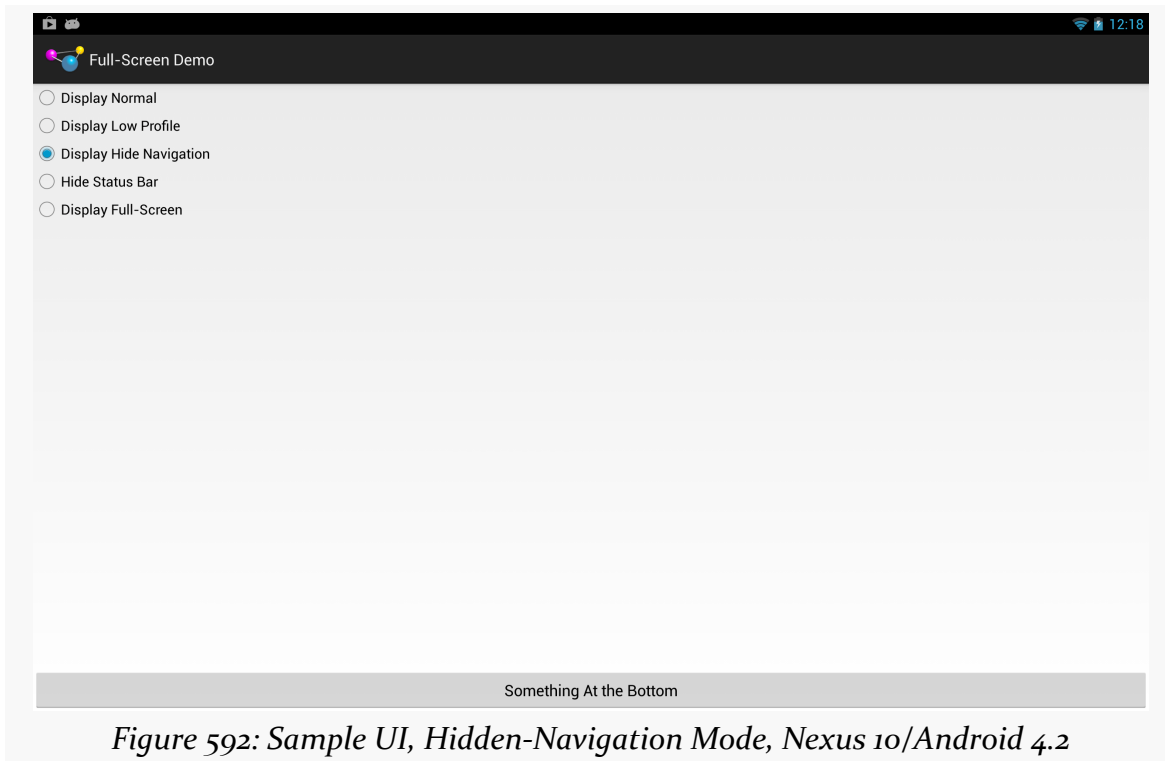 12:18
Full-Screen Demo
Display Normal
Display Low Profile
Display Hide Navigation
Hide Status Bar
Display Full-Screen
Something At the Bottom
Figure 592: Sample UI, Hidden-Navigation Mode, Nexus 10/Android 4.2